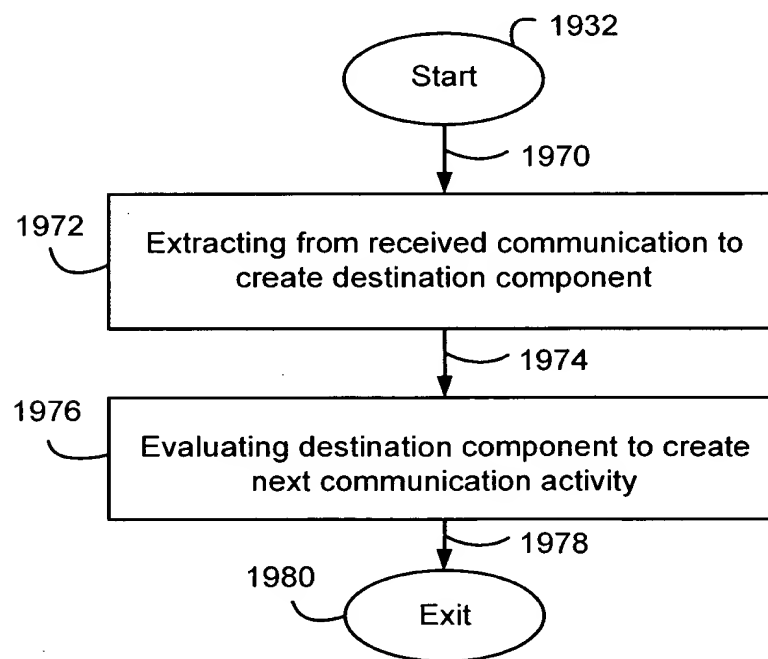 1932
Start
1970
1972
Extracting from received communication to
create destination component
1974
1976
Evaluating destination component to create
next communication activity
1978
1980
Exit